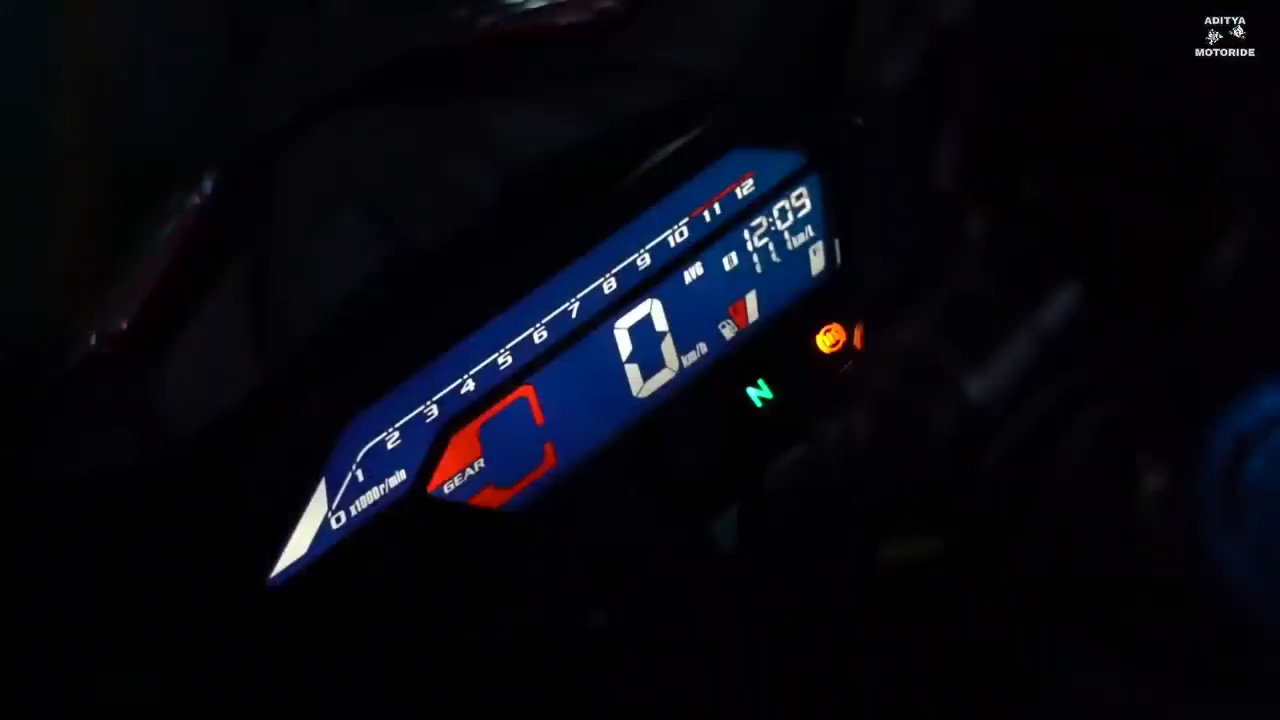 ADITYA
MOTORIDE
12:09
AVG
km/L
0 km/h
0 1 2 3 4 5 6 7 8 9 10 11 12
x1000r/min
GEAR
N